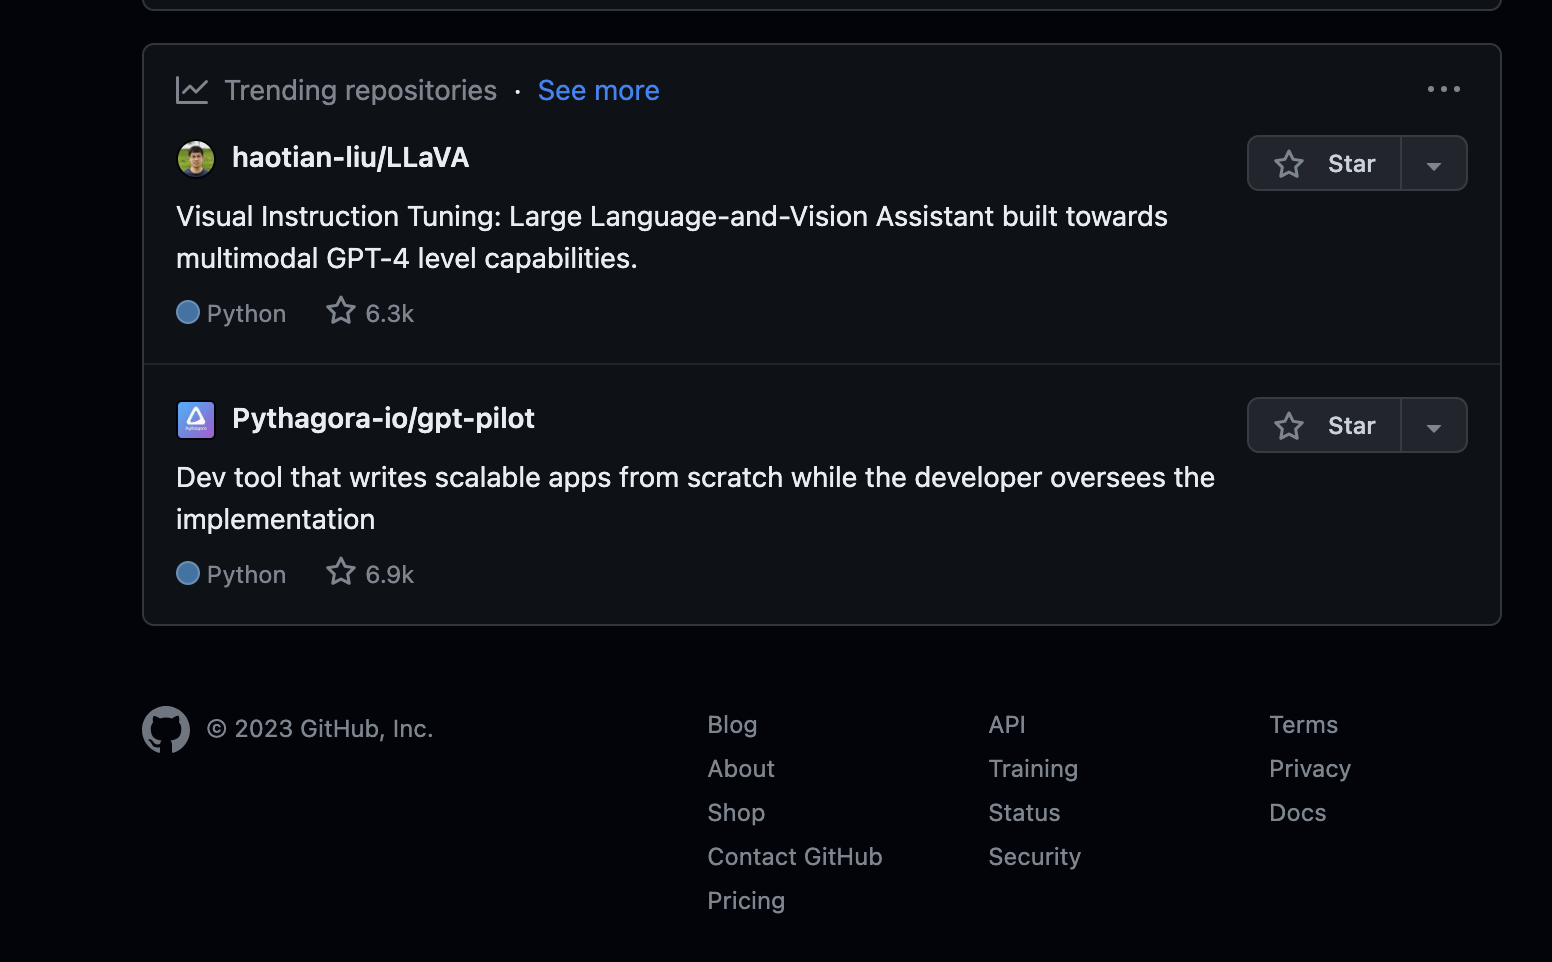 Trending repositories · See more
haotian-liu/LLaVA
Star
Visual Instruction Tuning: Large Language-and-Vision Assistant built towards
multimodal GPT-4 level capabilities.
Python 6.3k
Pythagora-io/gpt-pilot
Star
Dev tool that writes scalable apps from scratch while the developer oversees the
implementation
Python 6.9k
© 2023 GitHub, Inc.
Blog
About
Shop
Contact GitHub
Pricing
API
Training
Status
Security
Terms
Privacy
Docs